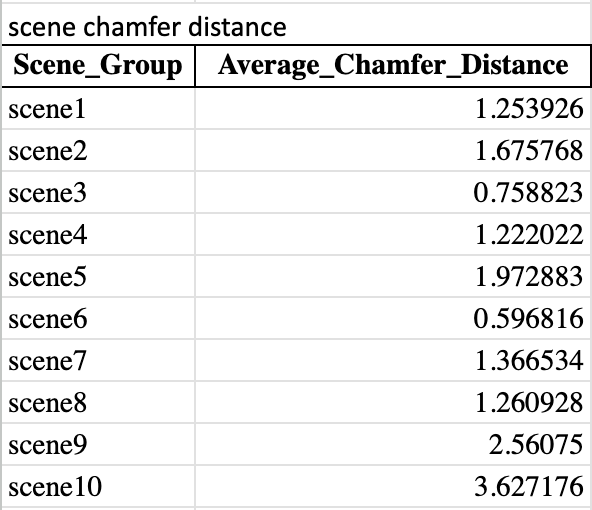 scene chamfer distance
Scene_Group Average_Chamfer_Distance
scene1 1.253926
scene2 1.675768
scene3 0.758823
scene4 1.222022
scene5 1.972883
scene6 0.596816
scene7 1.366534
scene8 1.260928
scene9 2.56075
scene10 3.627176